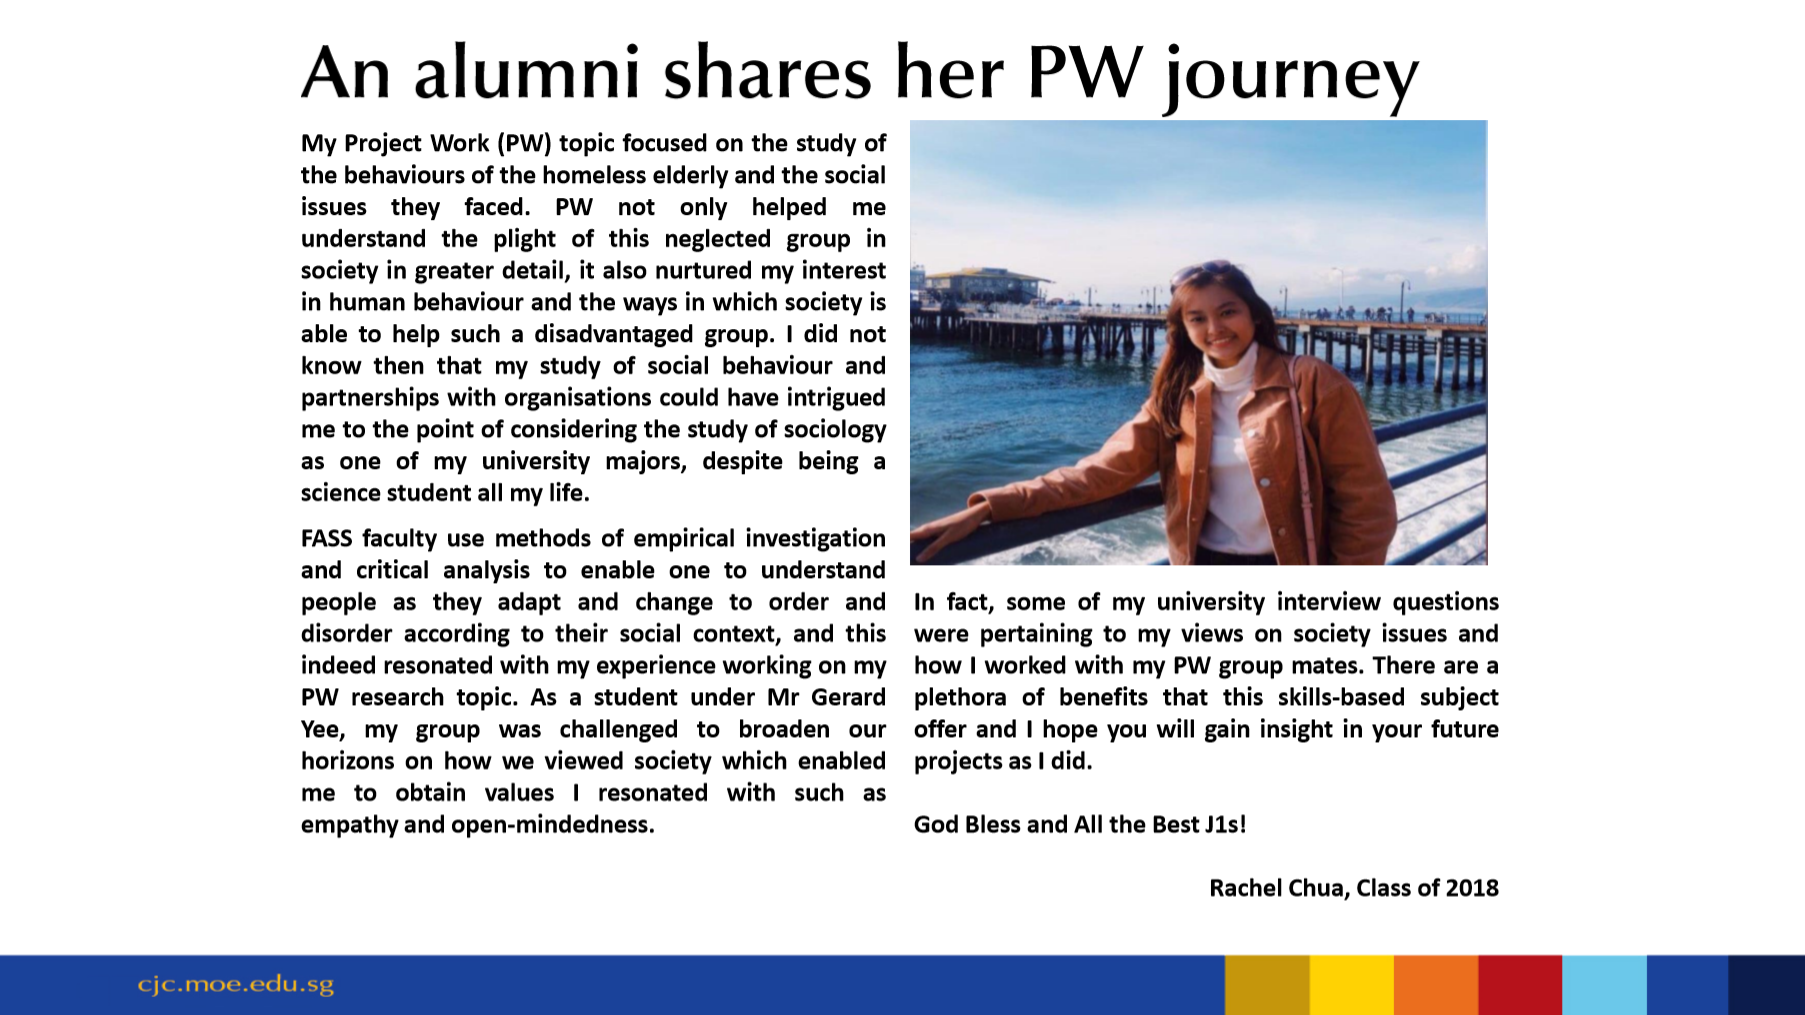 An alumni shares her PW journey
My Project Work (PW) topic focused on the study of
the behaviours of the homeless elderly and the social
issues they faced. PW not only helped me
understand the plight of this neglected group in
society in greater detail, it also nurtured my interest
in human behaviour and the ways in which society is
able to help such a disadvantaged group. I did not
know then that my study of social behaviour and
partnerships with organisations could have intrigued
me to the point of considering the study of sociology
as one of my university majors, despite being a
science student all my life.
FASS faculty use methods of empirical investigation
and critical analysis to enable one to understand
people as they adapt and change to order and
disorder according to their social context, and this
indeed resonated with my experience working on my
PW research topic. As a student under Mr Gerard
Yee, my group was challenged to broaden our
horizons on how we viewed society which enabled
me to obtain values I resonated with such as
empathy and open-mindedness.
In fact, some of my university interview questions
were pertaining to my views on society issues and
how I worked with my PW group mates. There are a
plethora of benefits that this skills-based subject
offer and I hope you will gain insight in your future
projects as I did.
God Bless and All the Best J1s!
Rachel Chua, Class of 2018
cjc.moe.edu.sg